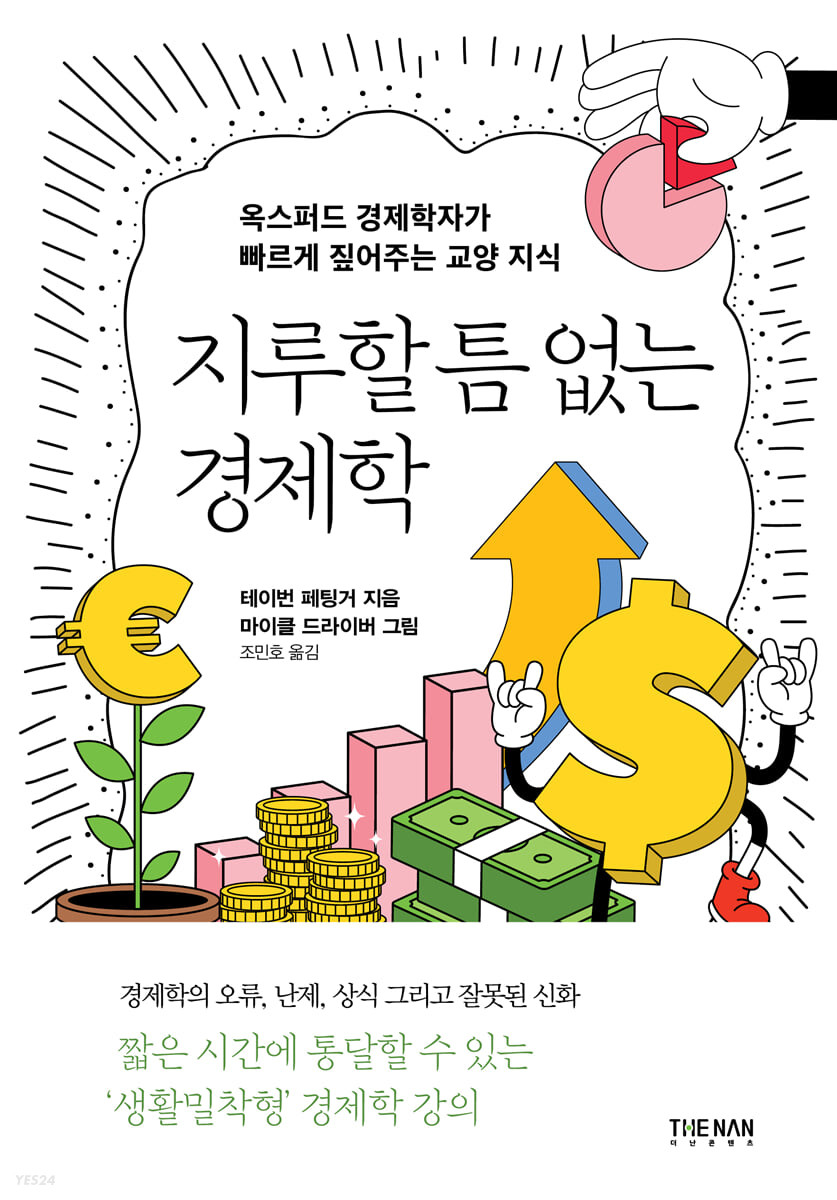 옥스퍼드 경제학자가
빠르게 짚어주는 교양 지식
지루할 틈 없는
경제학
테이번 페팅거 지음
마이클 드라이버 그림
조민호 옮김
€
$
경제학의 오류, 난제, 상식 그리고 잘못된 신화
짧은 시간에 통달할 수 있는
‘생활밀착형’ 경제학 강의
THE NAN
더난콘텐츠
YES24